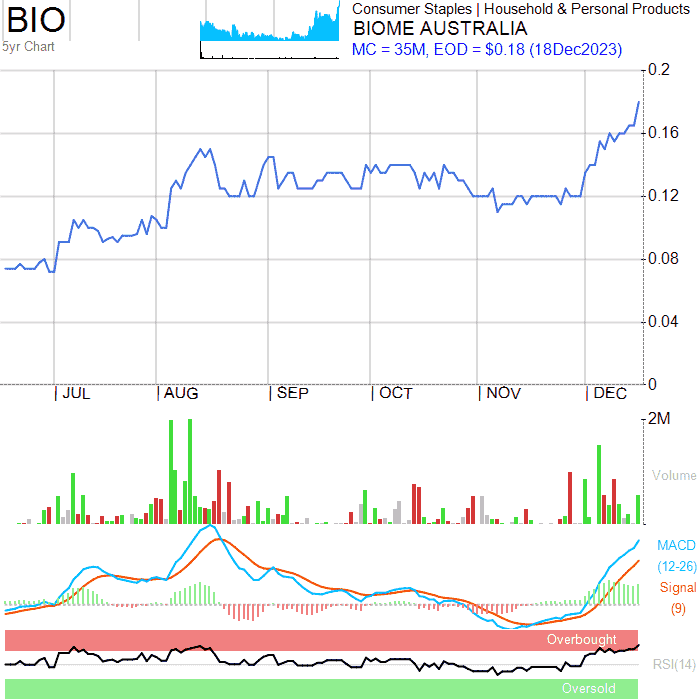 BIO
5yr Chart
Consumer Staples | Household & Personal Products
BIOME AUSTRALIA
MC = 35M, EOD = $0.18 (18Dec2023)
0.2
0.16
0.12
0.08
0.04
0
JUL
AUG
SEP
OCT
NOV
DEC
2M
Volume
MACD
(12-26)
Signal
(9)
Overbought
RSI(14)
Oversold